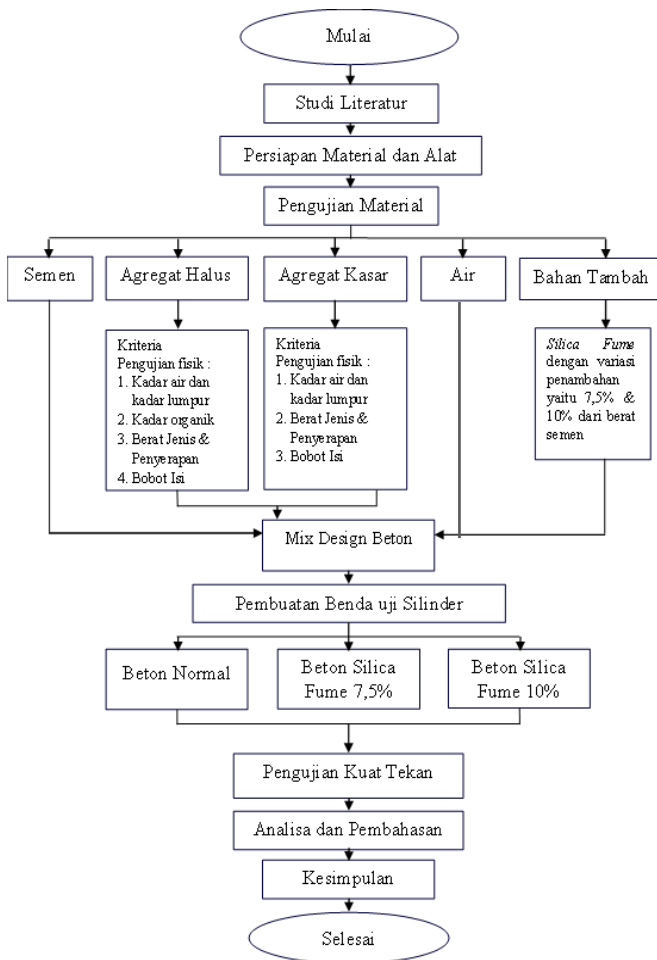 Mulai
Studi Literatur
Persiapan Material dan Alat
Pengujian Material
Semen
Agregat Halus
Agregat Kasar
Air
Bahan Tambah
Kriteria
Pengujian fisik :
1. Kadar air dan
kadar lumpur
2. Kadar organik
3. Berat Jenis &
Penyerapan
4. Bobot Isi
Kriteria
Pengujian fisik :
1. Kadar air dan
kadar lumpur
2. Berat Jenis &
Penyerapan
3. Bobot Isi
Silica Fume
dengan variasi
penambahan
yaitu 7,5% &
10% dari berat
semen
Mix Design Beton
Pembuatan Benda uji Silinder
Beton Normal
Beton Silica
Fume 7,5%
Beton Silica
Fume 10%
Pengujian Kuat Tekan
Analisa dan Pembahasan
Kesimpulan
Selesai